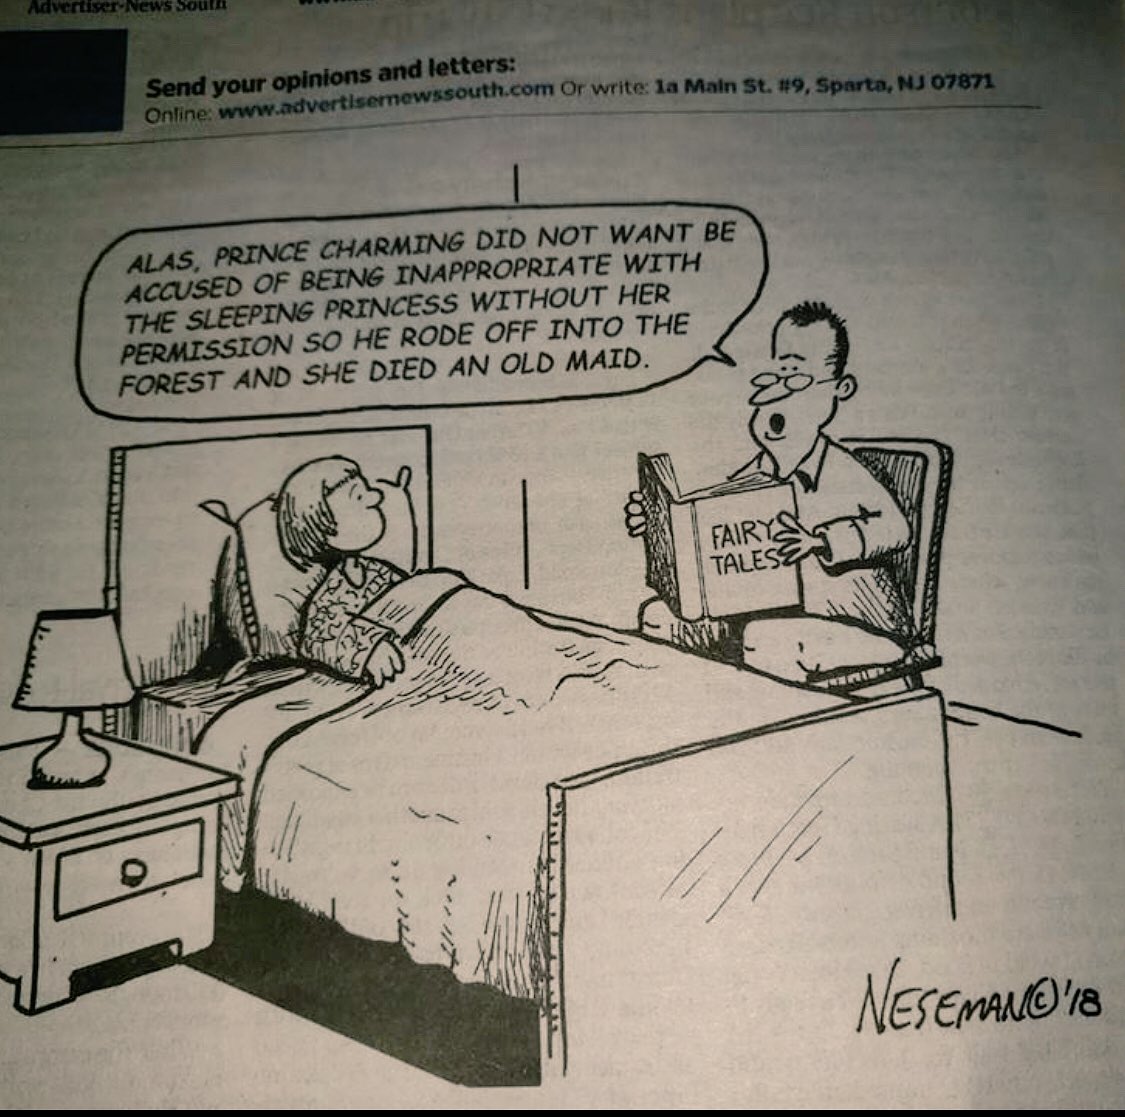 Advertiser-News South
Send your opinions and letters:
Online: www.advertisernewssouth.com Or write: 1a Main St. #9, Sparta, NJ 07871
ALAS, PRINCE CHARMING DID NOT WANT BE
ACCUSED OF BEING INAPPROPRIATE WITH
THE SLEEPING PRINCESS WITHOUT HER
PERMISSION SO HE RODE OFF INTO THE
FOREST AND SHE DIED AN OLD MAID.
FAIRY
TALES
NESEMAN©'18